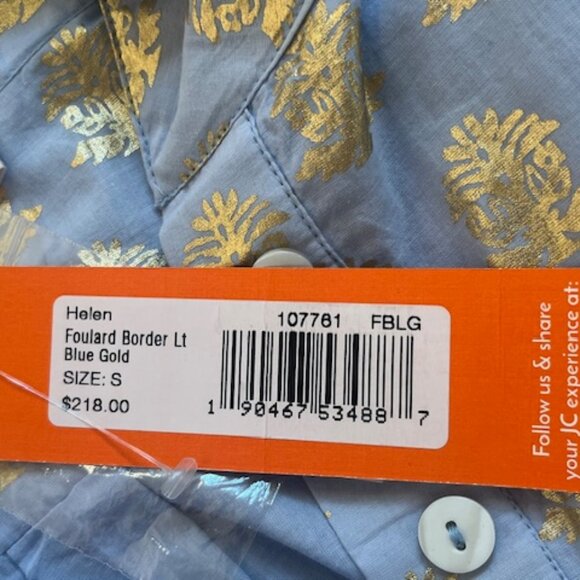 Helen 107761 FBLG
Foulard Border Lt
Blue Gold
SIZE: S
$218.00
1 90467 53488 7
Follow us & share
your JC experience at: